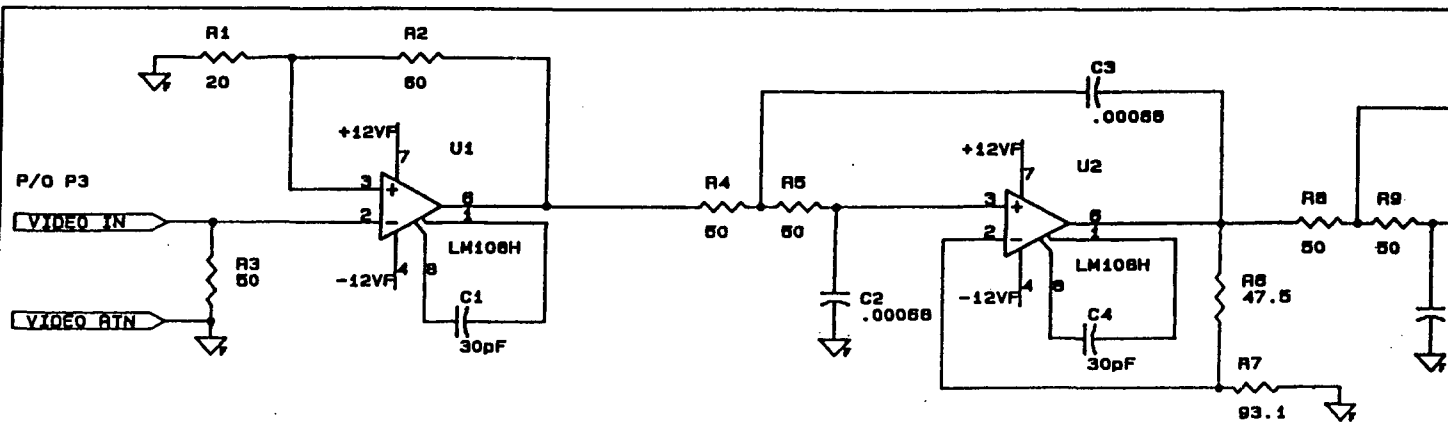 R1
20
R2
60
C3
.00068
+12VF
7
U1
3
+
2
-
6
1
LM108H
-12VF
4
8
C1
30pF
P/O P3
VIDEO IN
R3
50
VIDEO RTN
R4
50
R5
50
C2
.00068
+12VF
7
U2
3
+
2
-
6
1
LM108H
-12VF
4
8
C4
30pF
R6
47.5
R7
93.1
R8
50
R9
50